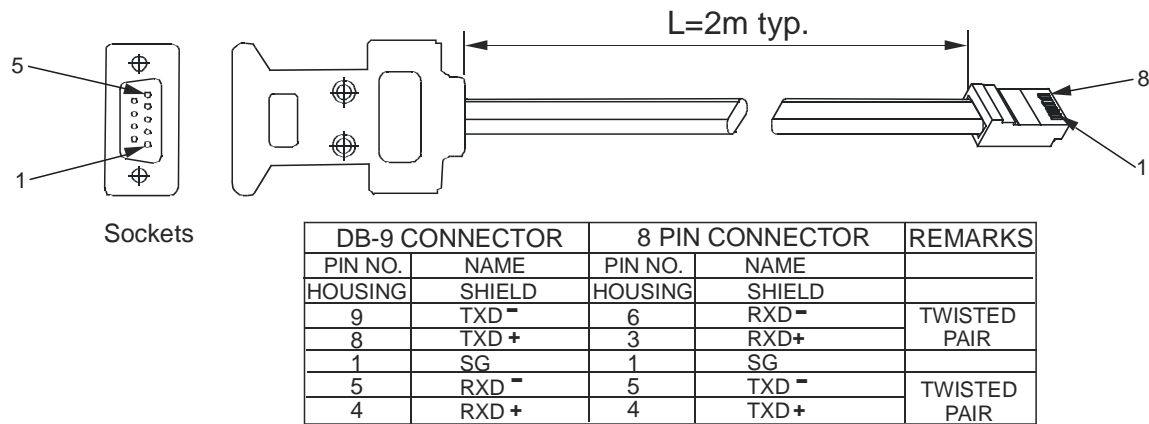 L=2m typ.
5
8
1
1
Sockets
DB-9 CONNECTOR 8 PIN CONNECTOR REMARKS
PIN NO. NAME PIN NO. NAME
HOUSING SHIELD HOUSING SHIELD
9 TXD- 6 RXD- TWISTED
8 TXD+ 3 RXD+ PAIR
1 SG 1 SG
5 RXD- 5 TXD- TWISTED
4 RXD+ 4 TXD+ PAIR